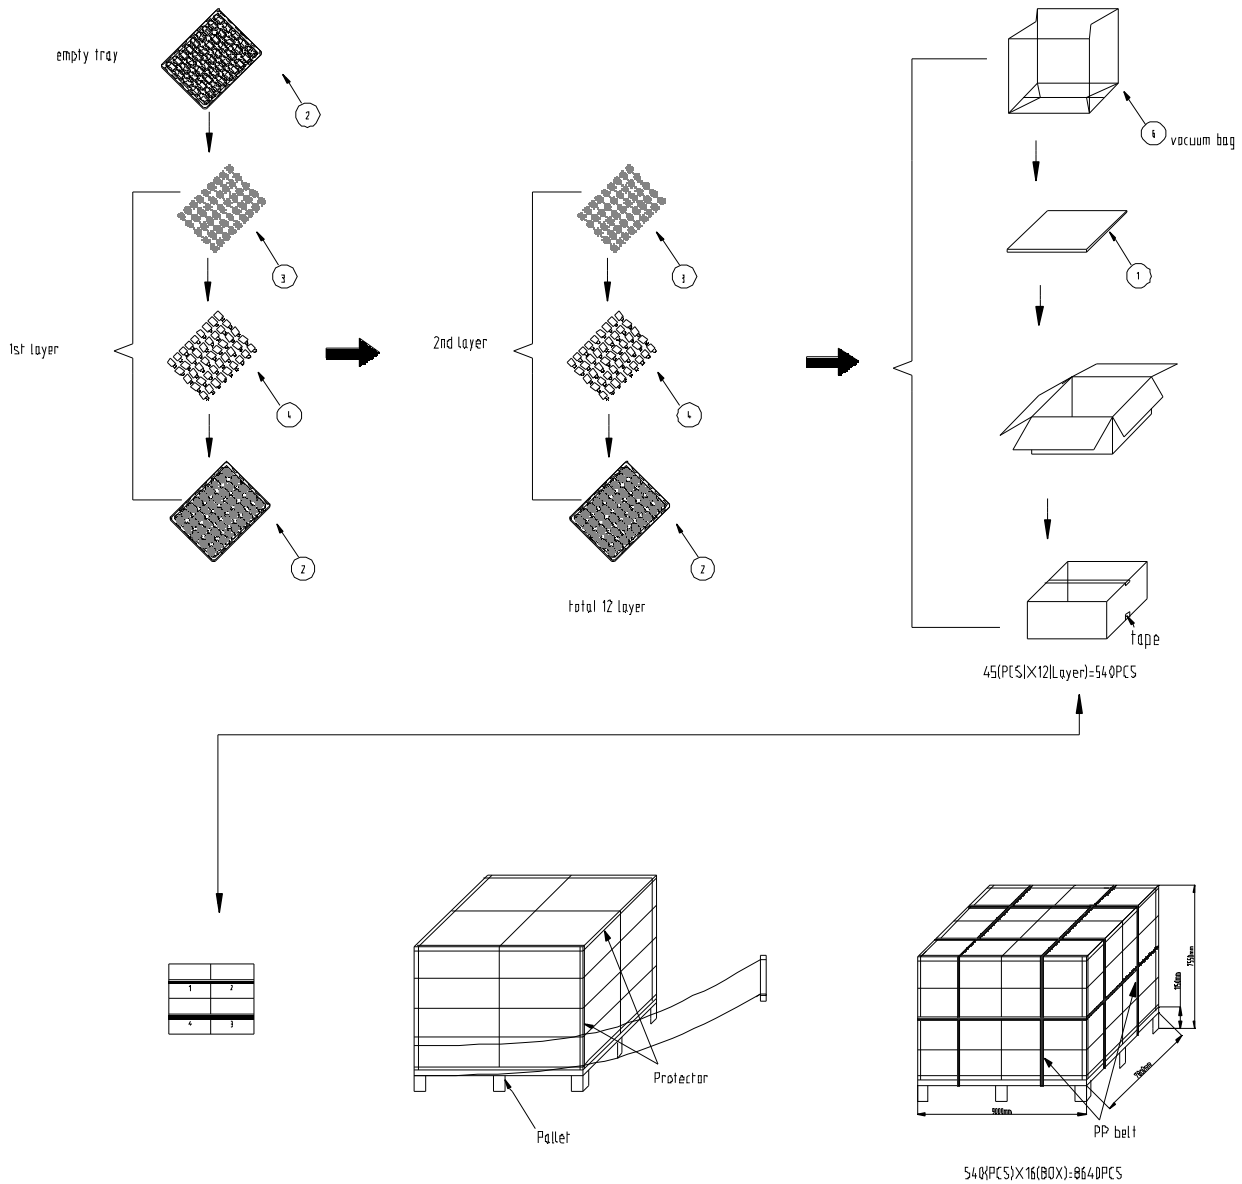 empty tray
2
6
vacuum bag
3
3
1
1st layer
2nd layer
4
4
2
2
total 12 layer
tape
45(PCS)X12(Layer)=540PCS
1 2
4 3
Protector
Pallet
PP belt
540(PCS)X16(BOX)=8640PCS